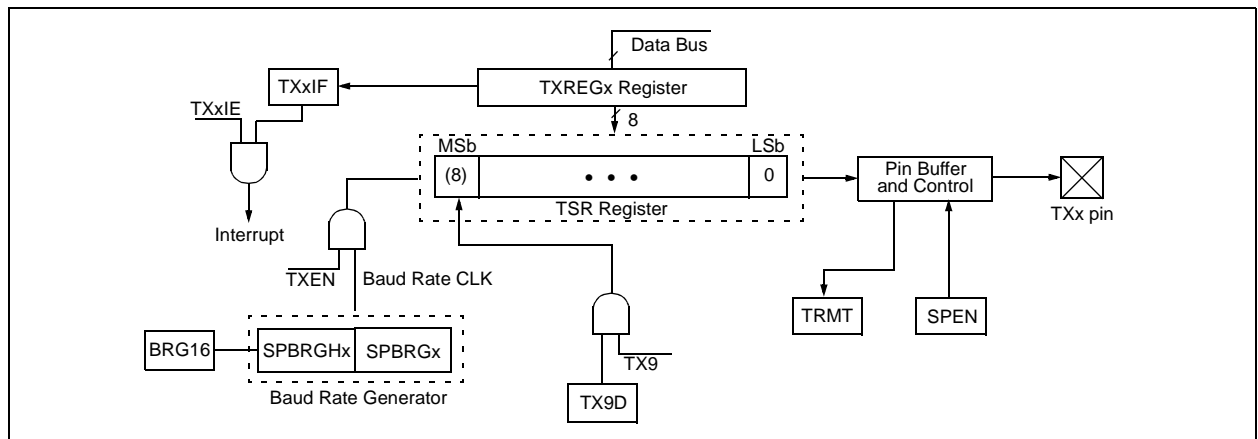 Data Bus
TXxIF
TXREGx Register
TXxIE
8
MSb
LSb
(8)
• • •
0
Pin Buffer
and Control
TSR Register
TXx pin
Interrupt
TXEN
Baud Rate CLK
TRMT
SPEN
BRG16
SPBRGHx
SPBRGx
TX9
Baud Rate Generator
TX9D